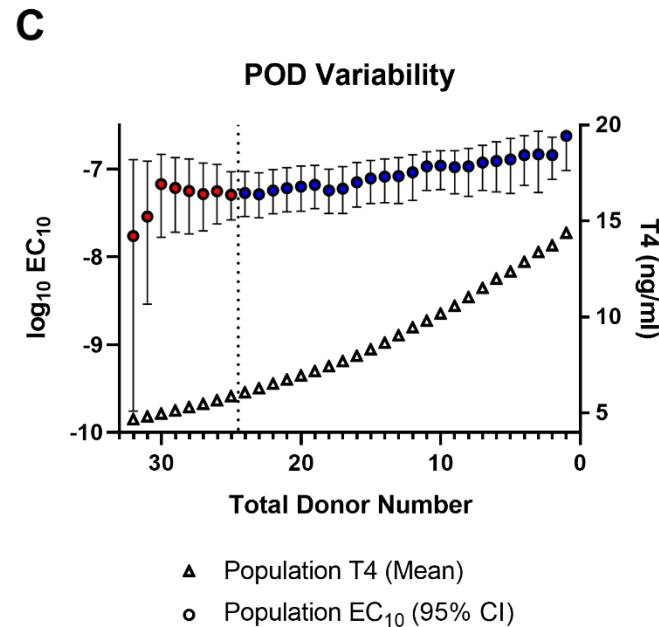 C
POD Variability
-7
-8
-9
-10
log₁₀ EC₁₀
20
15
10
5
T4 (ng/ml)
30
20
10
0
Total Donor Number
Population T4 (Mean)
Population EC₁₀ (95% CI)